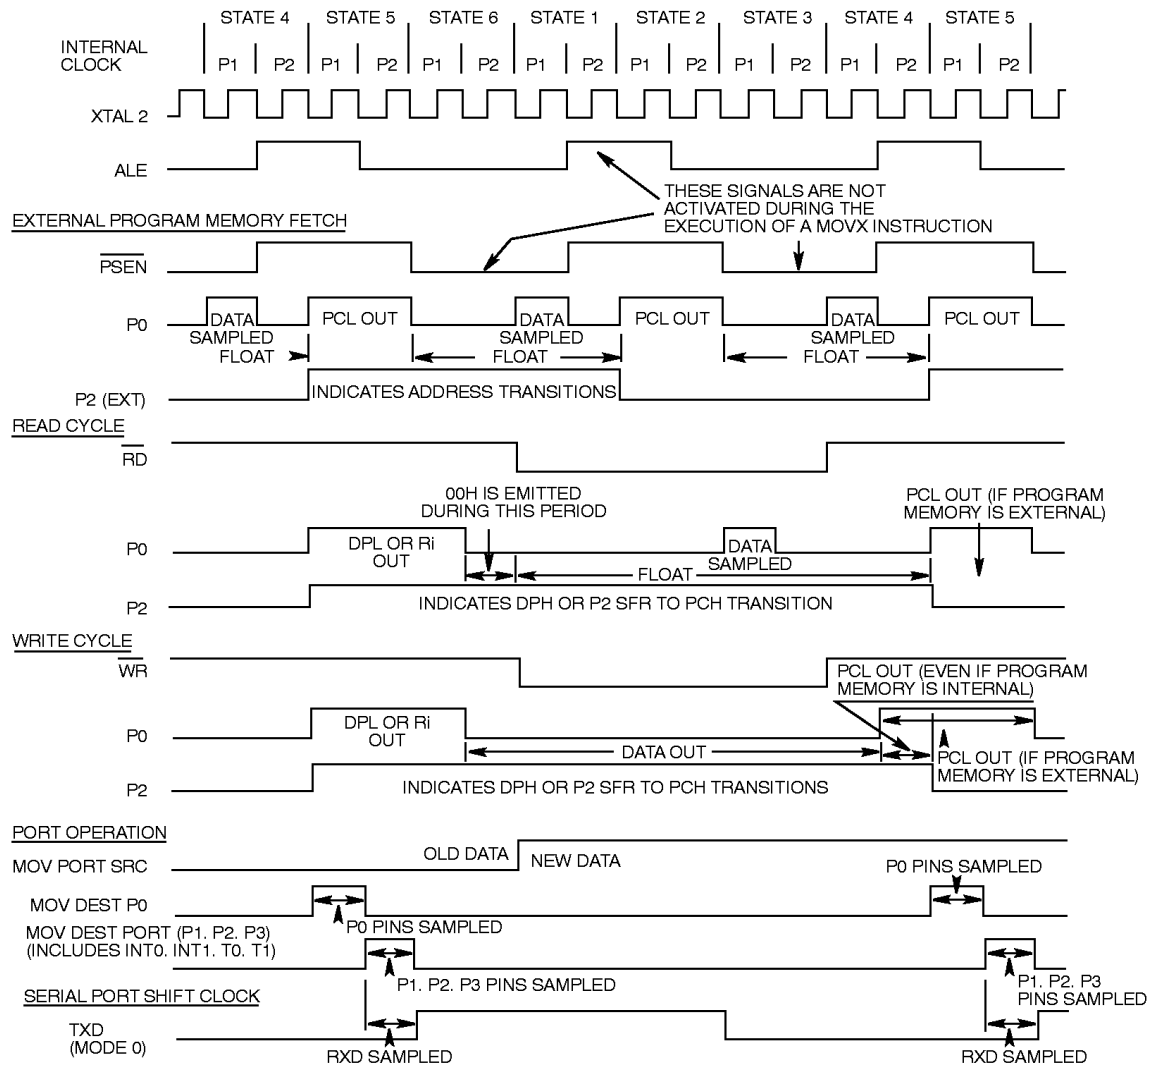 STATE 4 STATE 5 STATE 6 STATE 1 STATE 2 STATE 3 STATE 4 STATE 5
INTERNAL
CLOCK
P1 P2 P1 P2 P1 P2 P1 P2 P1 P2 P1 P2 P1 P2 P1 P2
XTAL 2
ALE
THESE SIGNALS ARE NOT
ACTIVATED DURING THE
EXECUTION OF A MOVX INSTRUCTION
EXTERNAL PROGRAM MEMORY FETCH
PSEN
P0
DATA PCL OUT DATA PCL OUT DATA PCL OUT
SAMPLED SAMPLED SAMPLED
FLOAT FLOAT FLOAT
P2 (EXT)
INDICATES ADDRESS TRANSITIONS
READ CYCLE
RD
00H IS EMITTED
DURING THIS PERIOD
PCL OUT (IF PROGRAM
MEMORY IS EXTERNAL)
P0
DPL OR Ri
OUT
DATA
SAMPLED
FLOAT
P2
INDICATES DPH OR P2 SFR TO PCH TRANSITION
WRITE CYCLE
WR
PCL OUT (EVEN IF PROGRAM
MEMORY IS INTERNAL)
P0
DPL OR Ri
OUT
DATA OUT
PCL OUT (IF PROGRAM
MEMORY IS EXTERNAL)
P2
INDICATES DPH OR P2 SFR TO PCH TRANSITIONS
PORT OPERATION
MOV PORT SRC
OLD DATA
NEW DATA
P0 PINS SAMPLED
MOV DEST P0
P0 PINS SAMPLED
MOV DEST PORT (P1. P2. P3)
(INCLUDES INT0. INT1. T0. T1)
P1. P2. P3 PINS SAMPLED
P1. P2. P3
PINS SAMPLED
SERIAL PORT SHIFT CLOCK
TXD
(MODE 0)
RXD SAMPLED
RXD SAMPLED